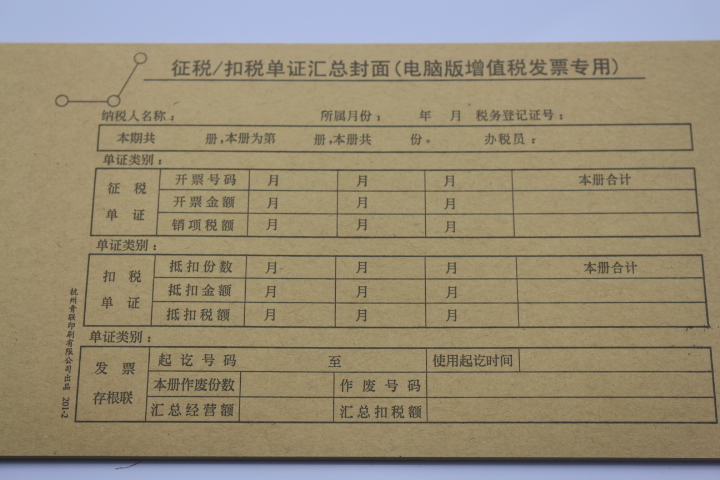 征税/扣税单证汇总封面(电脑版增值税发票专用)
纳税人名称: 所属月份: 年 月 税务登记证号:
本期共 册,本册为第 册,本册共 份。 办税员:
单证类别:
征税单证 开票号码 月 月 月 本册合计
开票金额 月 月 月
销项税额 月 月 月
单证类别:
扣税单证 抵扣份数 月 月 月 本册合计
抵扣金额 月 月 月
抵扣税额 月 月 月
单证类别:
发票存根联 起讫号码 至 使用起讫时间
本册作废份数 作废号码
汇总经营额 汇总扣税额
杭州青联印刷有限公司出品 201-2